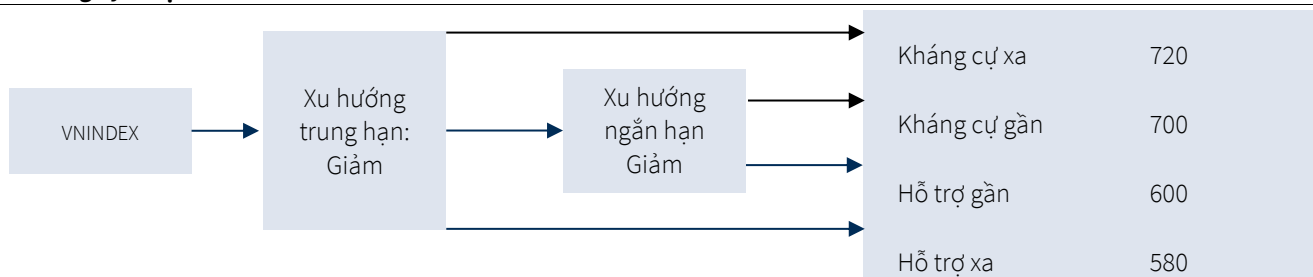 VNINDEX
Xu hướng
trung hạn:
Giảm
Xu hướng
ngắn hạn
Giảm
Kháng cự xa 720
Kháng cự gần 700
Hỗ trợ gần 600
Hỗ trợ xa 580